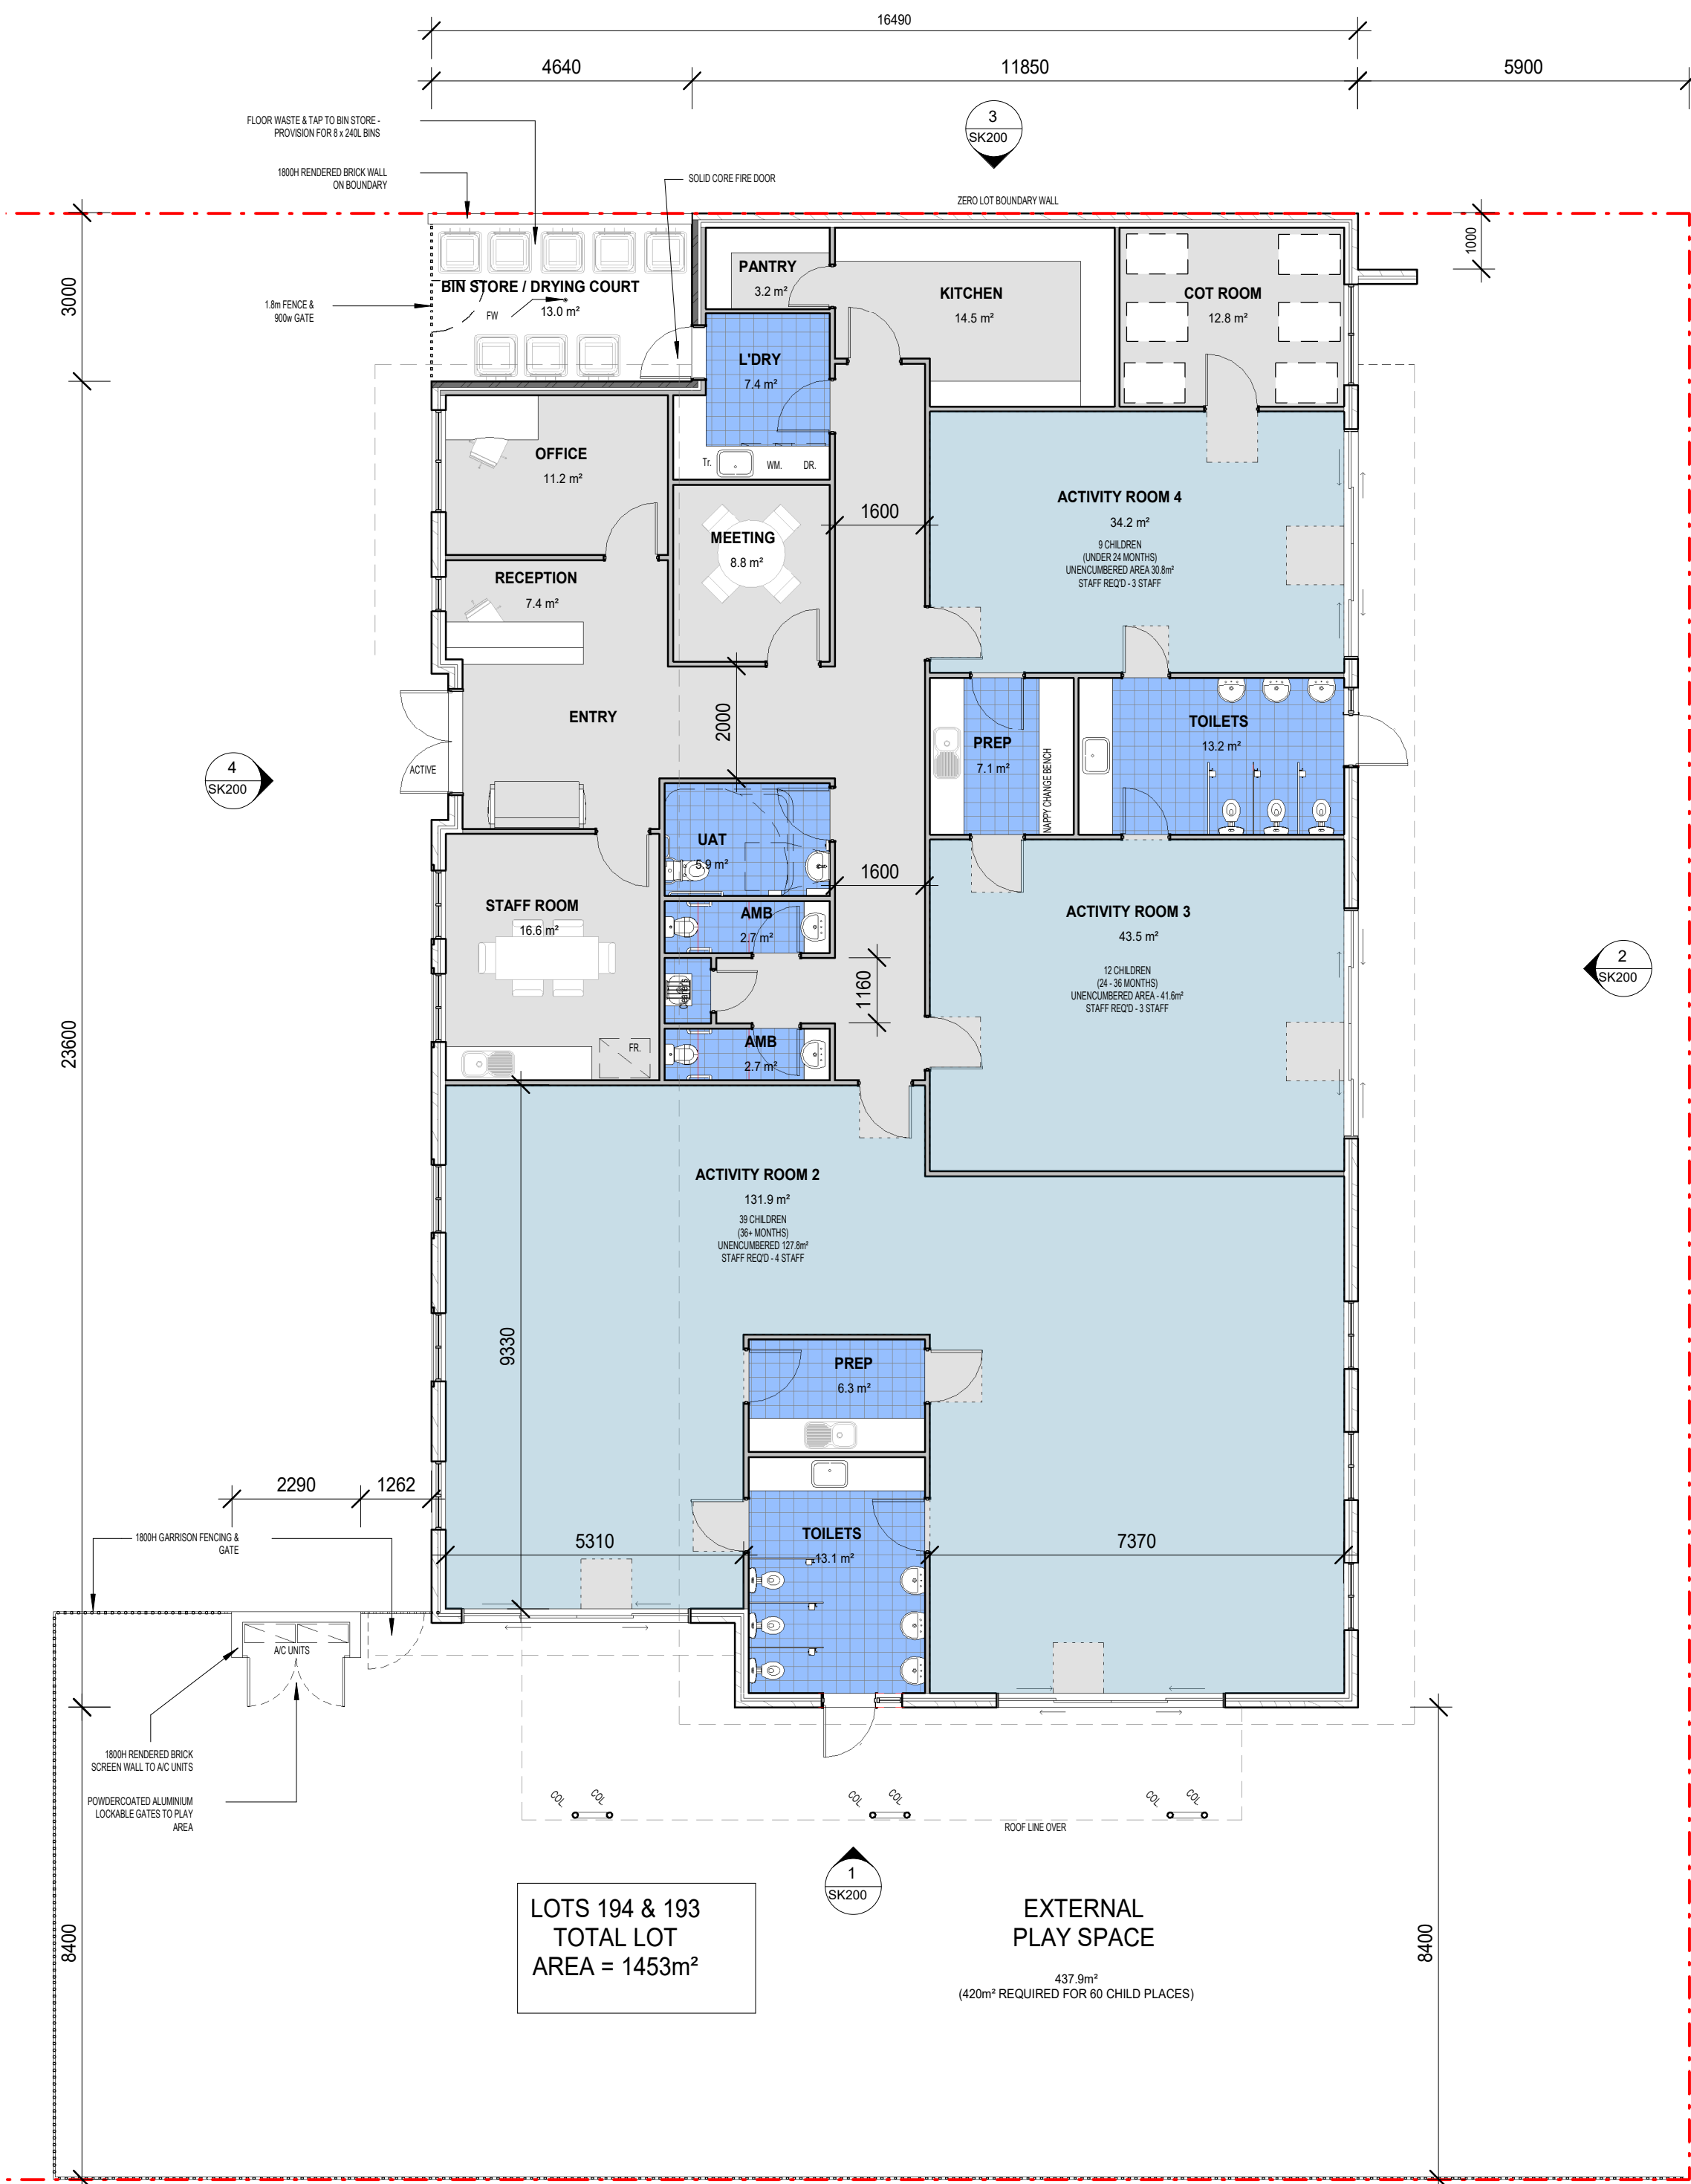 16490
4640
11850
5900
FLOOR WASTE & TAP TO BIN STORE -
PROVISION FOR 8 x 240L BINS
3
SK200
1800H RENDERED BRICK WALL
ON BOUNDARY
SOLID CORE FIRE DOOR
ZERO LOT BOUNDARY WALL
1000
3000
1.8m FENCE &
900w GATE
BIN STORE / DRYING COURT
13.0 m²
FW
PANTRY
3.2 m²
KITCHEN
14.5 m²
COT ROOM
12.8 m²
L'DRY
7.4 m²
Tr.
WM.
DR.
OFFICE
11.2 m²
MEETING
8.8 m²
1600
ACTIVITY ROOM 4
34.2 m²
9 CHILDREN
(UNDER 24 MONTHS)
UNENCUMBERED AREA 30.8m²
STAFF REQ'D - 3 STAFF
RECEPTION
7.4 m²
ENTRY
2000
ACTIVE
4
SK200
PREP
7.1 m²
NAPPY CHANGE BENCH
TOILETS
13.2 m²
UAT
5.9 m²
1600
STAFF ROOM
16.6 m²
FR.
AMB
2.7 m²
Cleaners
1160
AMB
2.7 m²
ACTIVITY ROOM 3
43.5 m²
12 CHILDREN
(24 - 36 MONTHS)
UNENCUMBERED AREA - 41.6m²
STAFF REQ'D - 3 STAFF
2
SK200
23600
ACTIVITY ROOM 2
131.9 m²
39 CHILDREN
(36+ MONTHS)
UNENCUMBERED 127.8m²
STAFF REQ'D - 4 STAFF
9330
PREP
6.3 m²
2290
1262
1800H GARRISON FENCING &
GATE
5310
TOILETS
13.1 m²
7370
A/C UNITS
1800H RENDERED BRICK
SCREEN WALL TO A/C UNITS
POWDERCOATED ALUMINIUM
LOCKABLE GATES TO PLAY
AREA
COL
COL
COL
COL
COL
COL
ROOF LINE OVER
1
SK200
LOTS 194 & 193
TOTAL LOT
AREA = 1453m²
EXTERNAL
PLAY SPACE
437.9m²
(420m² REQUIRED FOR 60 CHILD PLACES)
8400
8400